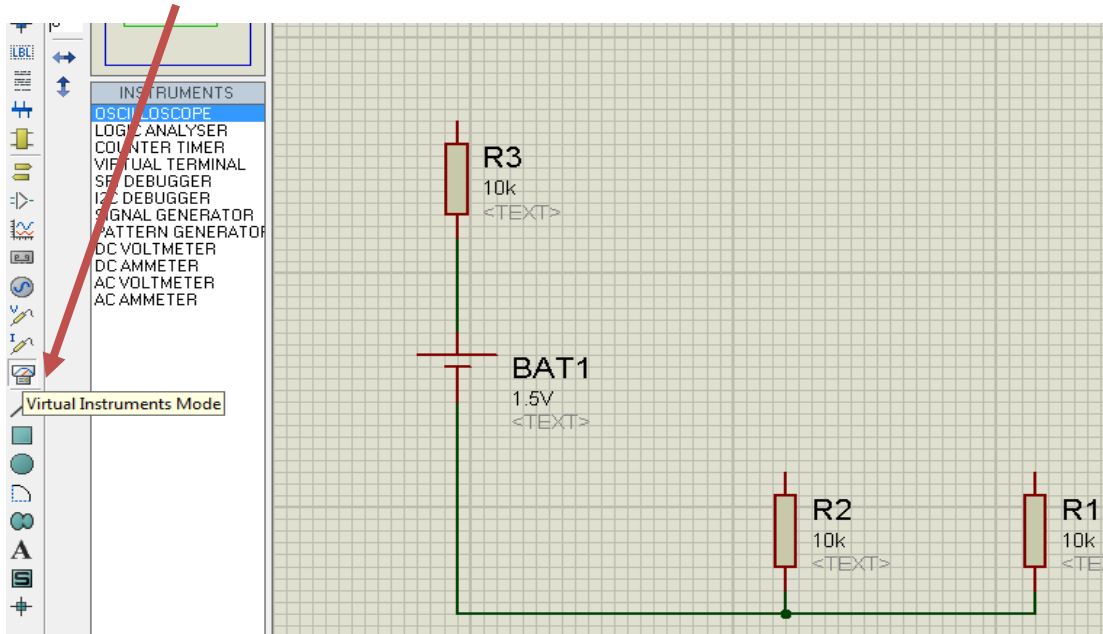 LBL
INSTRUMENTS
OSCILLOSCOPE
LOGIC ANALYSER
COUNTER TIMER
VIRTUAL TERMINAL
SPI DEBUGGER
I2C DEBUGGER
SIGNAL GENERATOR
PATTERN GENERATOR
DC VOLTMETER
DC AMMETER
AC VOLTMETER
AC AMMETER
Virtual Instruments Mode
A
S
V
I
R3
10k
<TEXT>
BAT1
1.5V
<TEXT>
R2
10k
<TEXT>
R1
10k
<TE